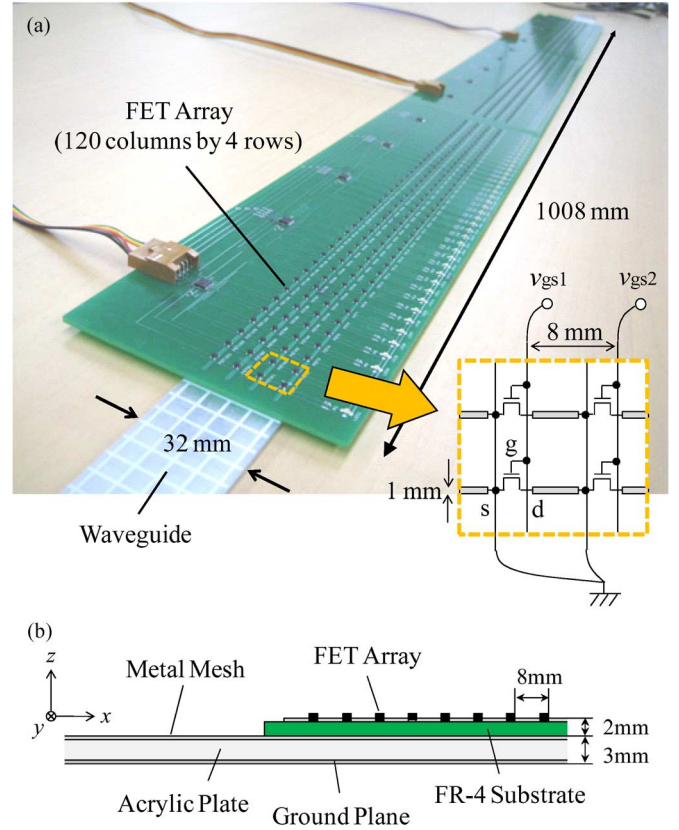 (a)
FET Array
(120 columns by 4 rows)
1008 mm
vgs1
vgs2
8 mm
32 mm
g
1 mm
s
d
Waveguide
(b)
z
y
x
Metal Mesh
FET Array
8mm
2mm
3mm
Acrylic Plate
Ground Plane
FR-4 Substrate